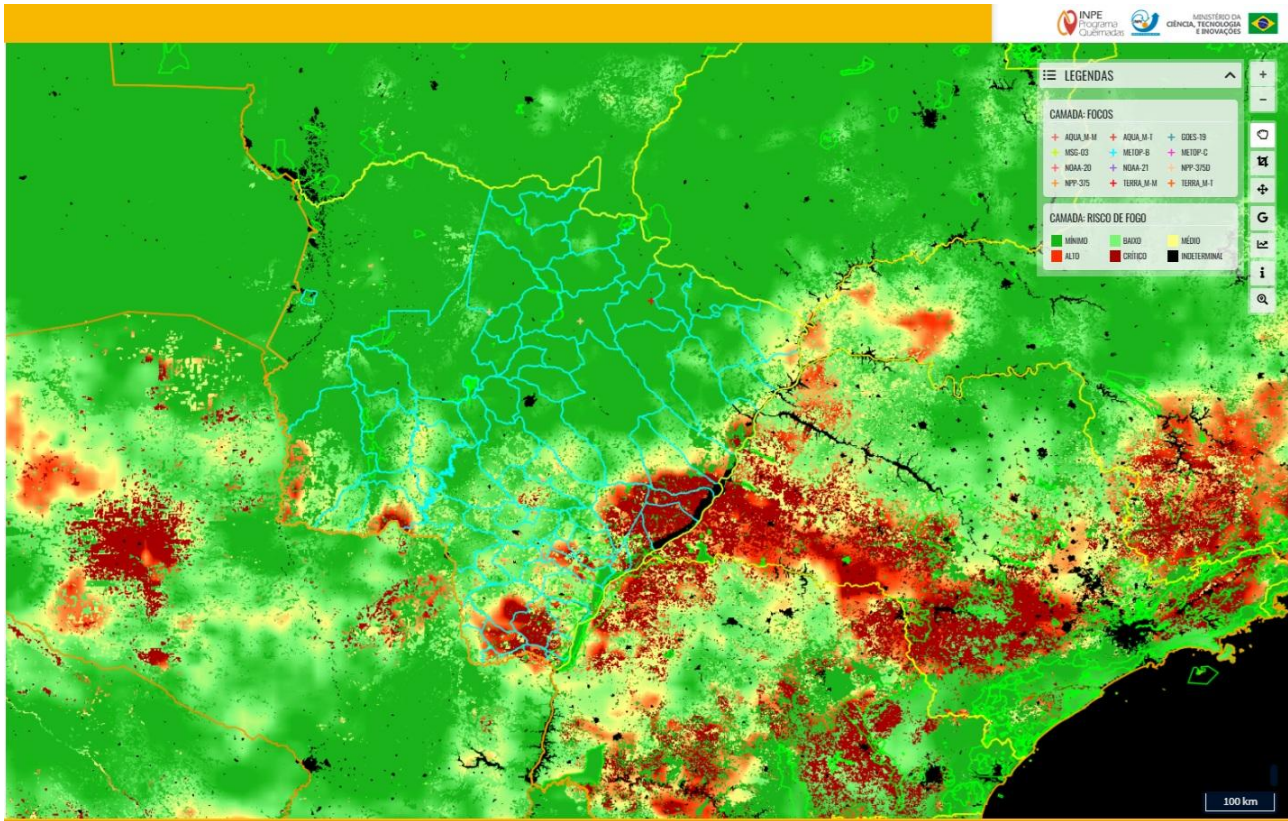 INPE
Programa
Queimadas
MINISTÉRIO DA
CIÊNCIA, TECNOLOGIA
E INOVAÇÕES
LEGENDAS
CAMADA: FOCOS
AQUA_M-M AQUA_M-T GOES-19
MSG-03 METOP-B METOP-C
NOAA-20 NOAA-21 NPP-375D
NPP-375 TERRA_M-M TERRA_M-T
CAMADA: RISCO DE FOGO
MÍNIMO BAIXO MÉDIO
ALTO CRÍTICO INDETERMINAD
+
−
G
i
100 km